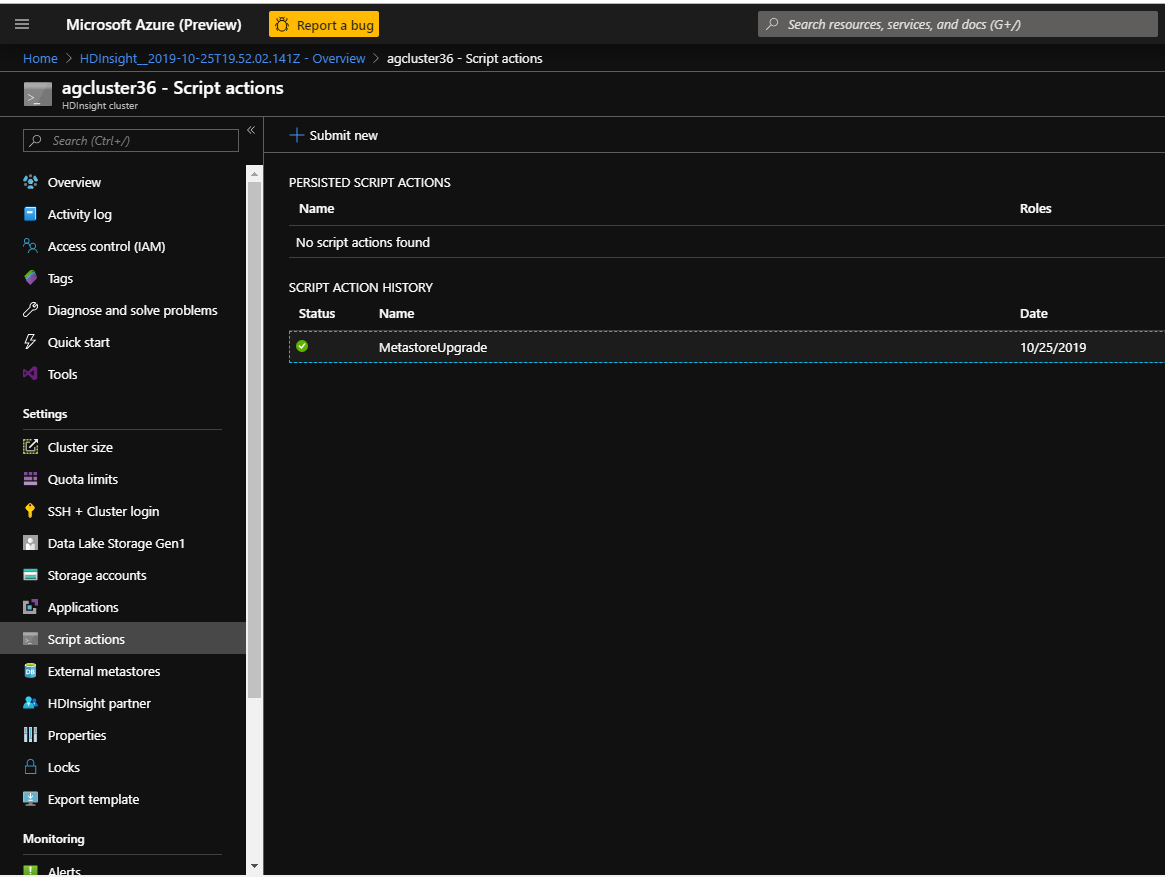 Microsoft Azure (Preview)
Report a bug
Search resources, services, and docs (G+/)
Home > HDInsight__2019-10-25T19.52.02.141Z - Overview > agcluster36 - Script actions
agcluster36 - Script actions
HDInsight cluster
Search (Ctrl+/)
«
Overview
Activity log
Access control (IAM)
Tags
Diagnose and solve problems
Quick start
Tools
Settings
Cluster size
Quota limits
SSH + Cluster login
Data Lake Storage Gen1
Storage accounts
Applications
Script actions
External metastores
HDInsight partner
Properties
Locks
Export template
Monitoring
Alerts
Submit new
PERSISTED SCRIPT ACTIONS
Name Roles
No script actions found
SCRIPT ACTION HISTORY
Status Name Date
MetastoreUpgrade 10/25/2019